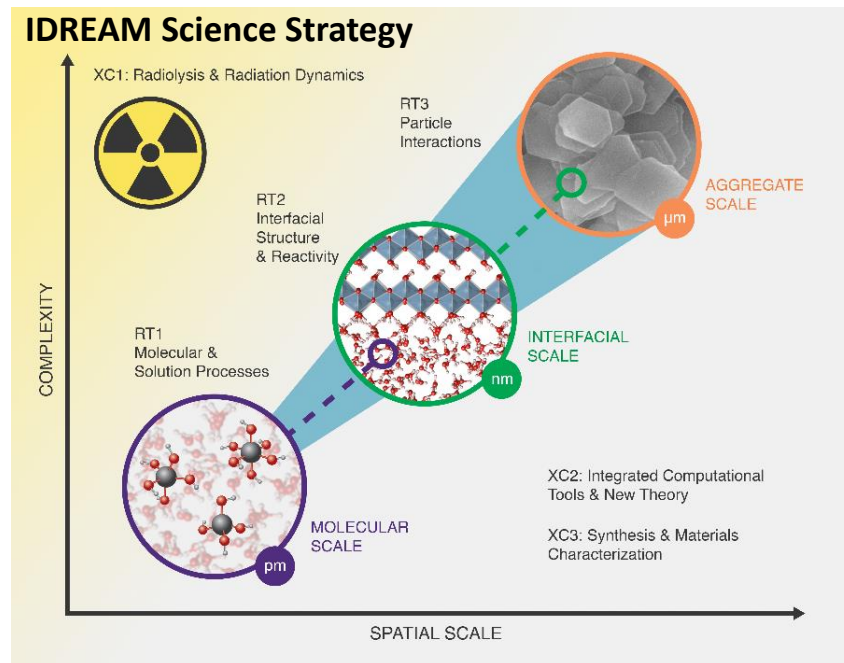 IDREAM Science Strategy
XC1: Radiolysis & Radiation Dynamics
RT3
Particle
Interactions
AGGREGATE
SCALE
µm
RT2
Interfacial
Structure
& Reactivity
INTERFACIAL
SCALE
nm
RT1
Molecular &
Solution Processes
MOLECULAR
SCALE
pm
XC2: Integrated Computational
Tools & New Theory
XC3: Synthesis & Materials
Characterization
COMPLEXITY
SPATIAL SCALE